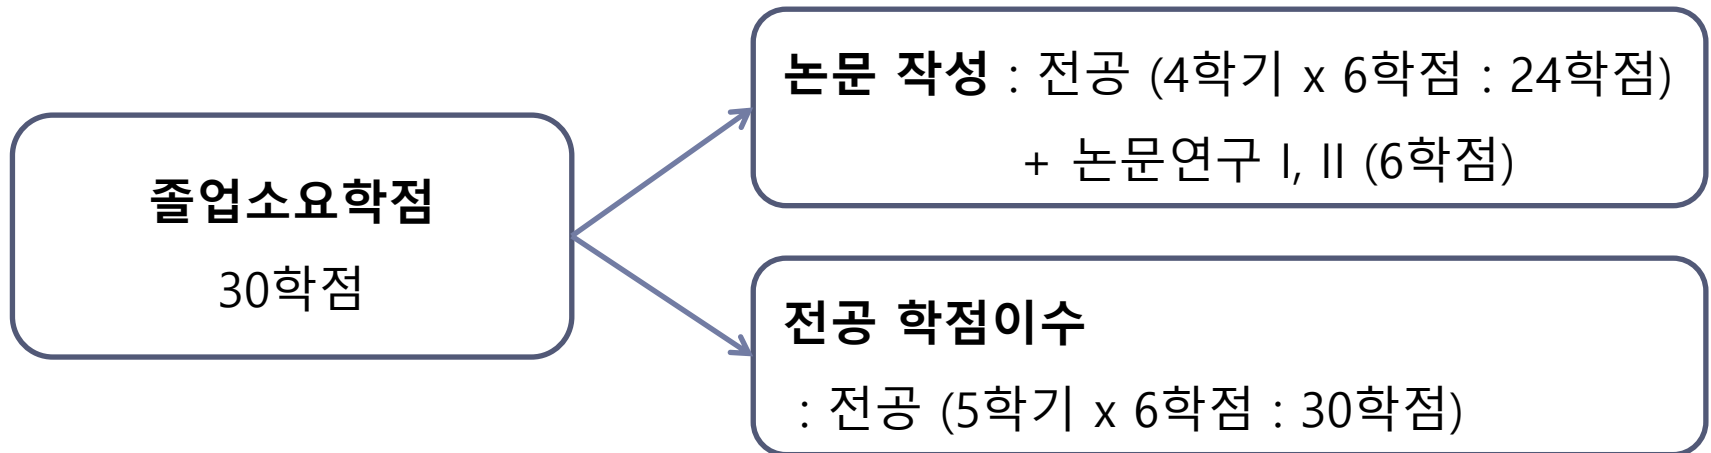 졸업소요학점
30학점
논문 작성 : 전공 (4학기 x 6학점 : 24학점)
+ 논문연구 I, II (6학점)
전공 학점이수
: 전공 (5학기 x 6학점 : 30학점)